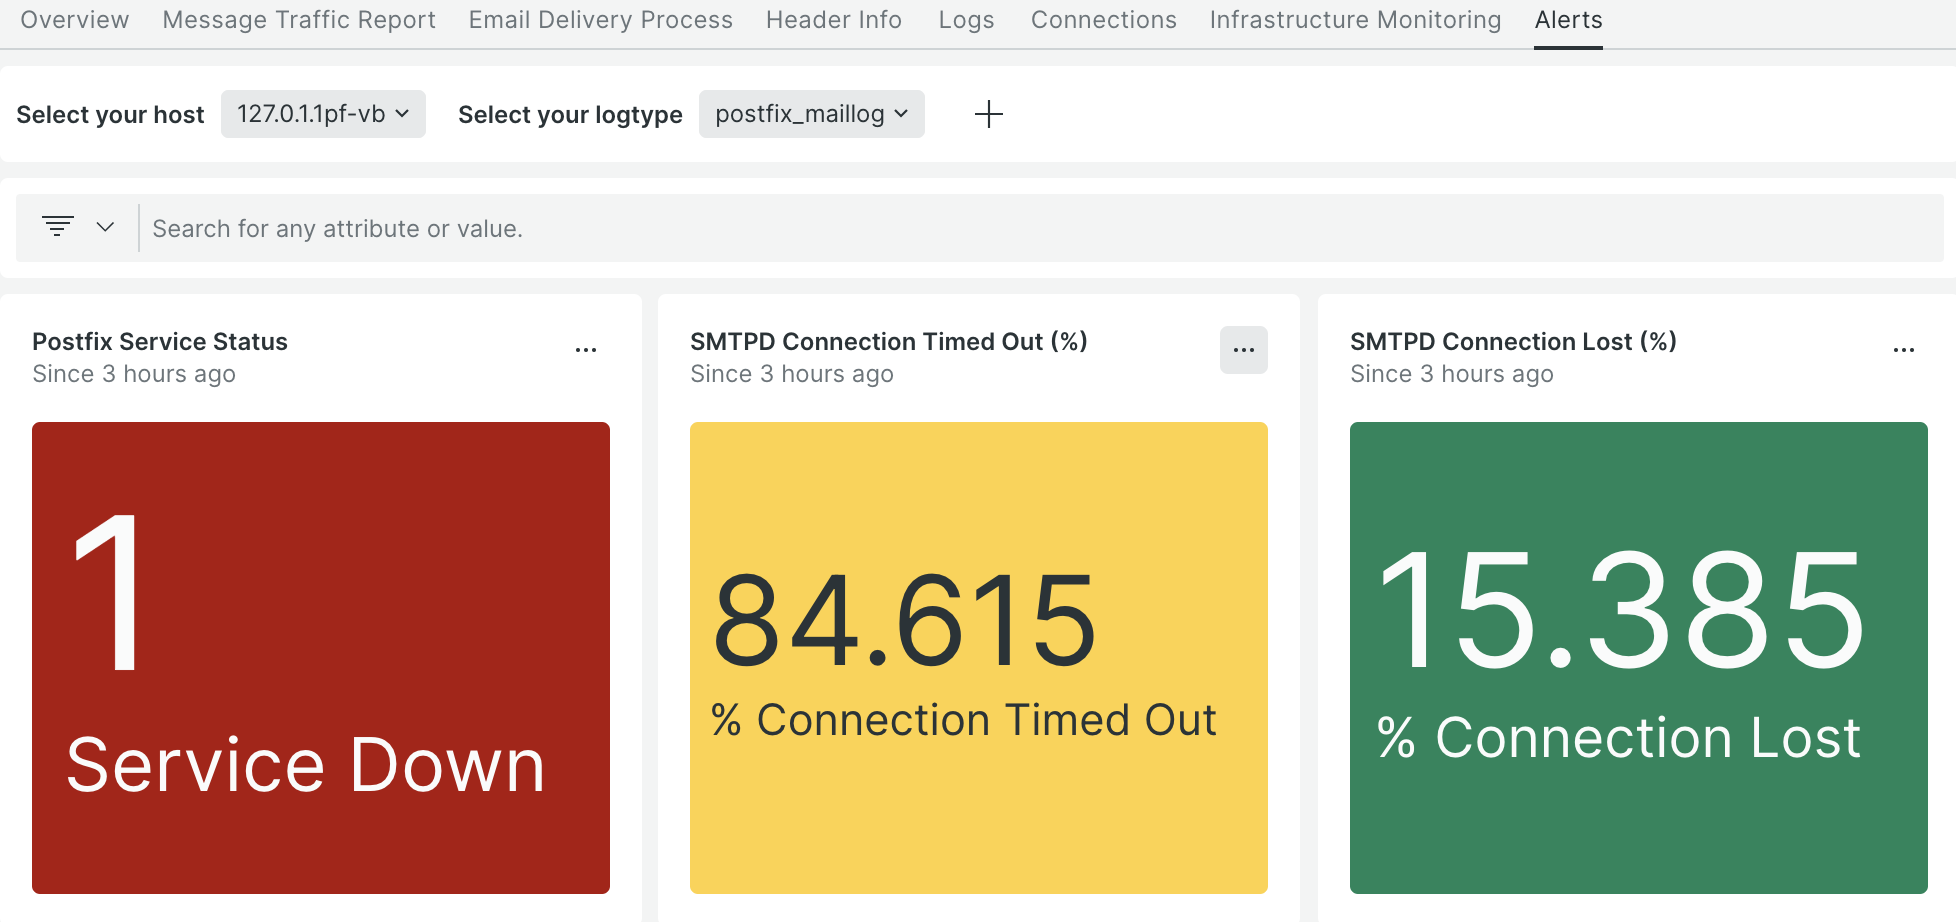 Overview Message Traffic Report Email Delivery Process Header Info Logs Connections Infrastructure Monitoring Alerts
Select your host 127.0.1.1pf-vb Select your logtype postfix_maillog
Search for any attribute or value.
Postfix Service Status
Since 3 hours ago
1
Service Down
SMTPD Connection Timed Out (%)
Since 3 hours ago
84.615
% Connection Timed Out
SMTPD Connection Lost (%)
Since 3 hours ago
15.385
% Connection Lost